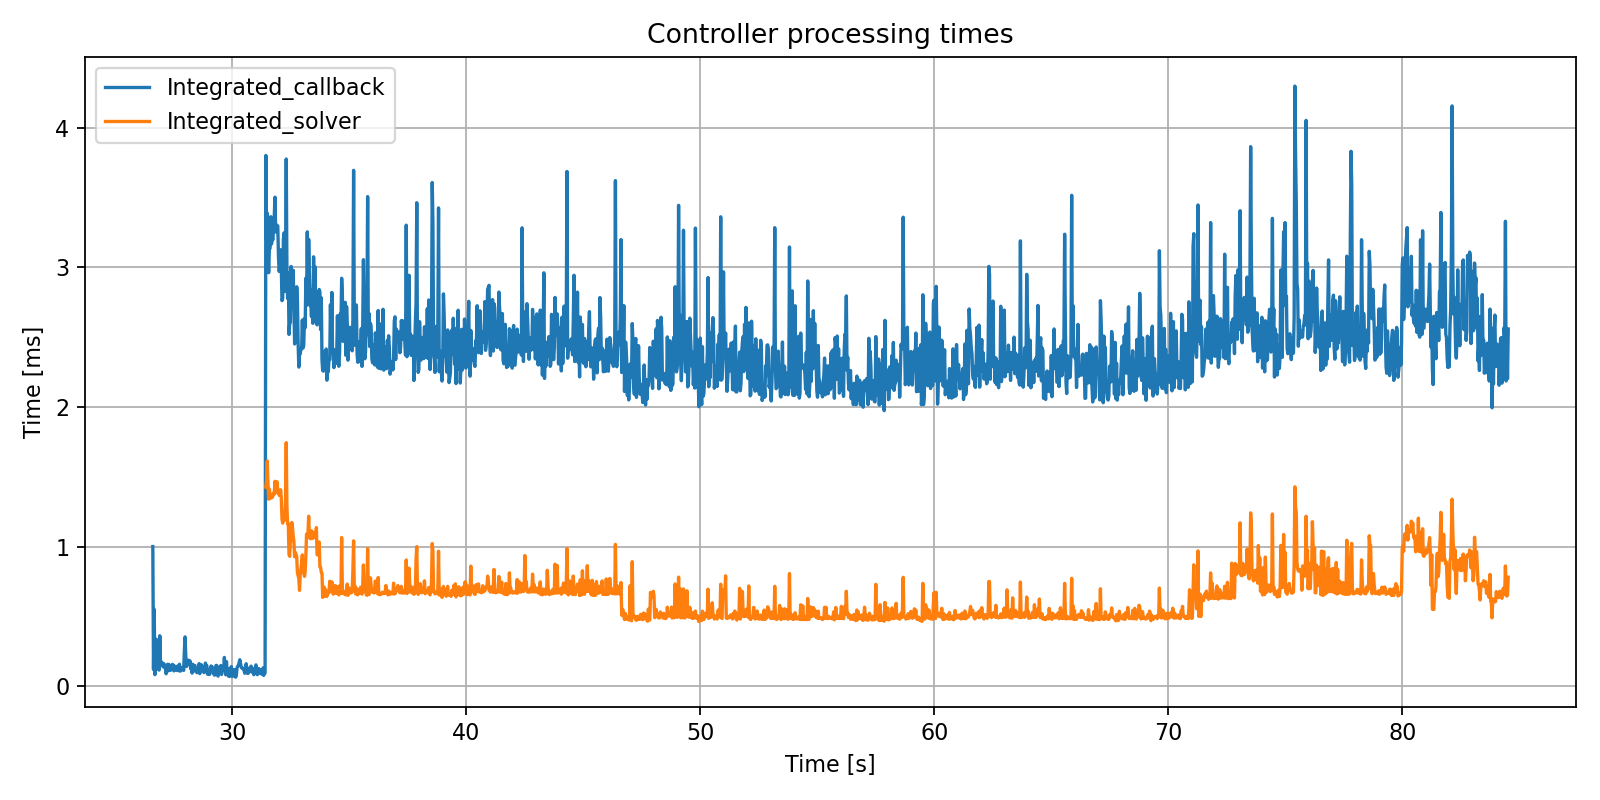 Controller processing times
Integrated_callback
Integrated_solver
Time [ms]
4
3
2
1
0
30 40 50 60 70 80
Time [s]